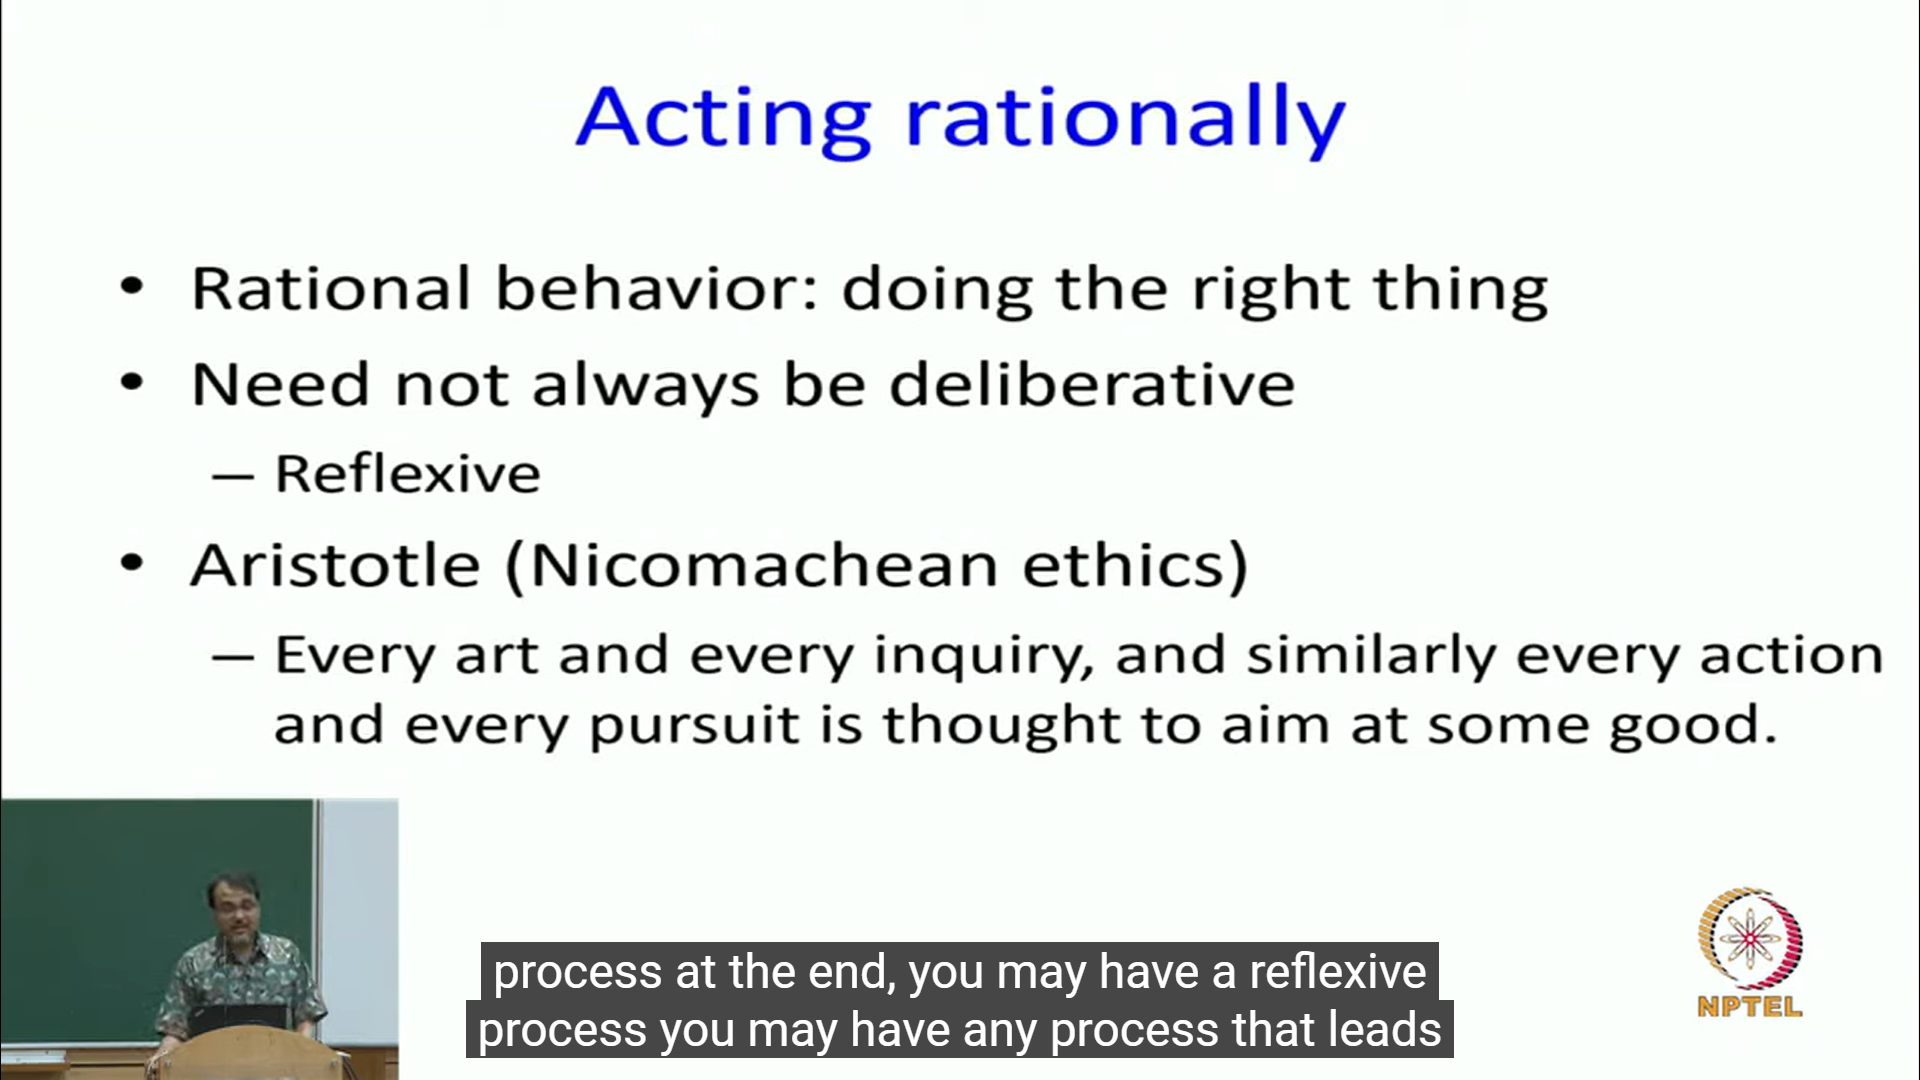 Acting rationally
• Rational behavior: doing the right thing
• Need not always be deliberative
– Reflexive
• Aristotle (Nicomachean ethics)
– Every art and every inquiry, and similarly every action
and every pursuit is thought to aim at some good.
process at the end, you may have a reflexive
process you may have any process that leads
NPTEL